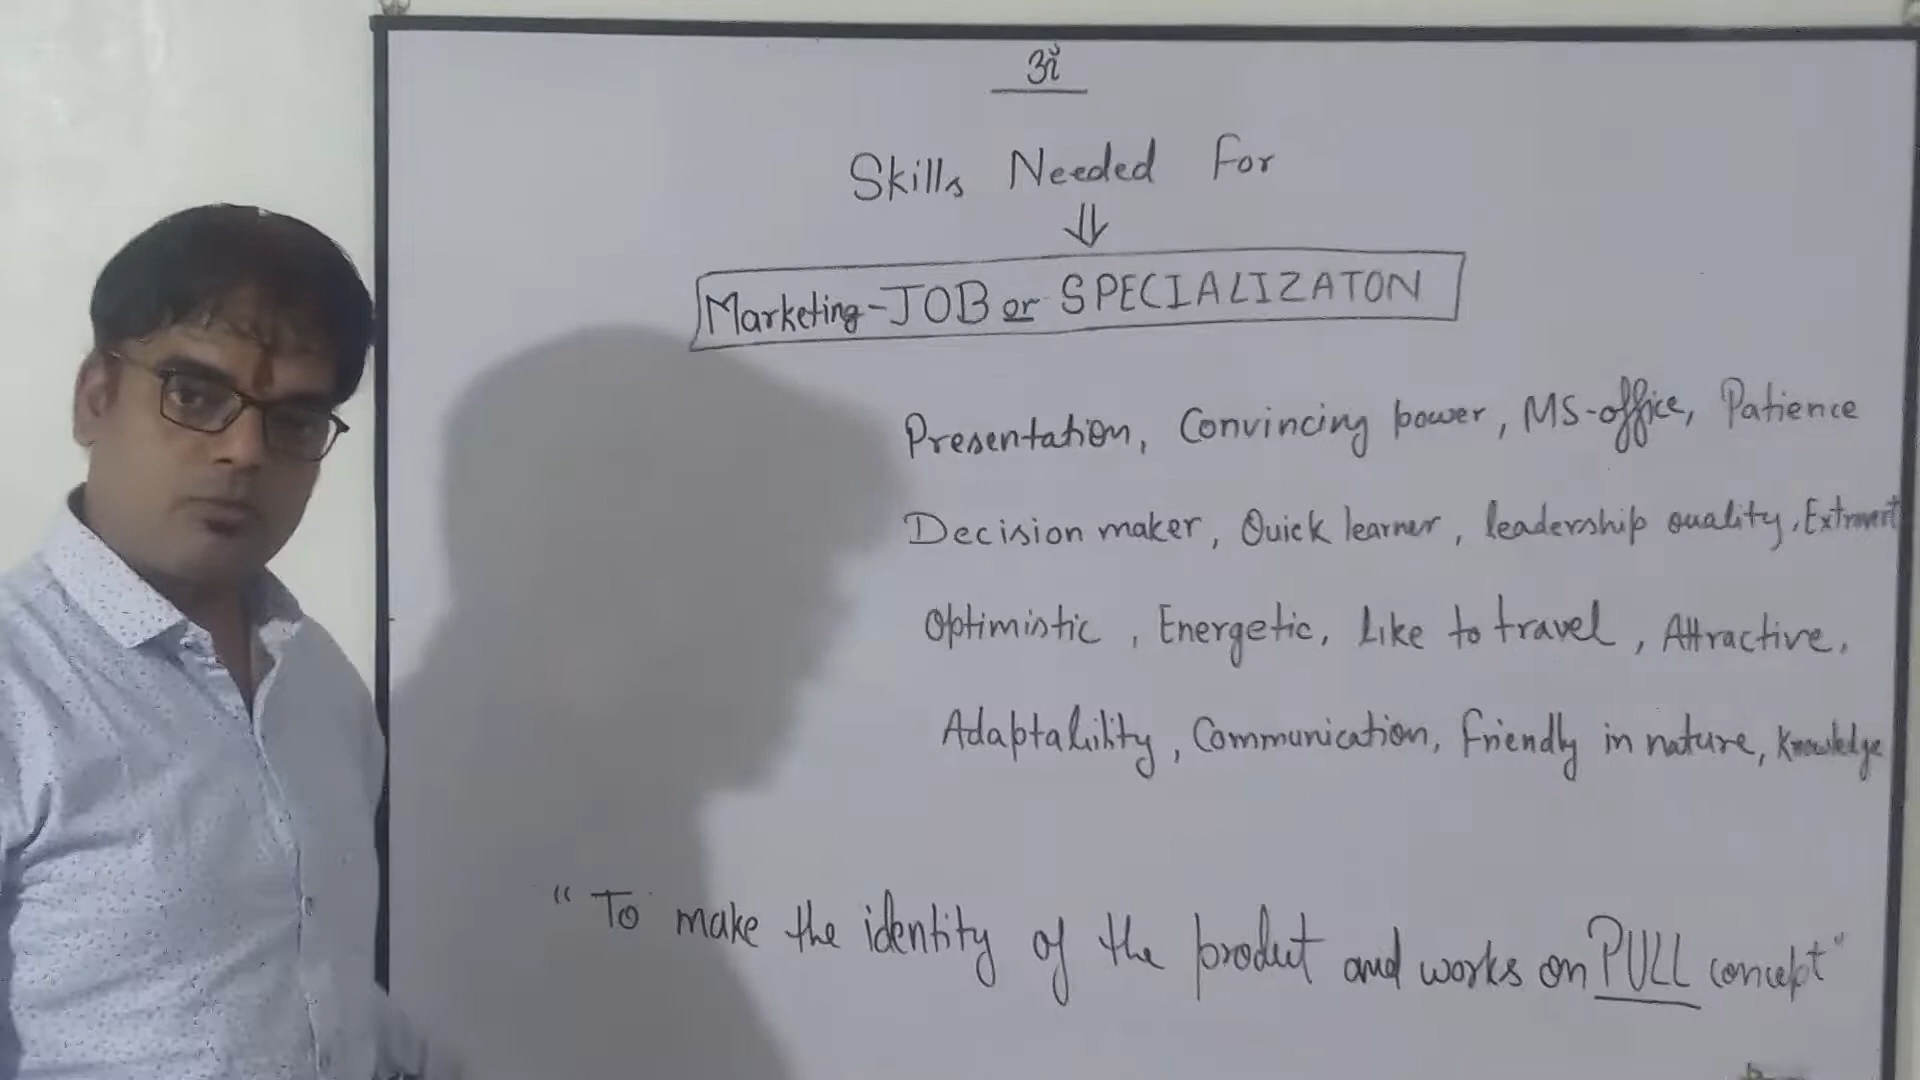 ॐ
Skills Needed For
⇓
Marketing-JOB or SPECIALIZATON
Presentation, Convincing power, MS-office, Patience
Decision maker, Quick learner, leadership quality, Extrovert
Optimistic, Energetic, Like to travel, Attractive,
Adaptability, Communication, Friendly in nature, Knowledge
"To make the identity of the product and works on PULL concept"